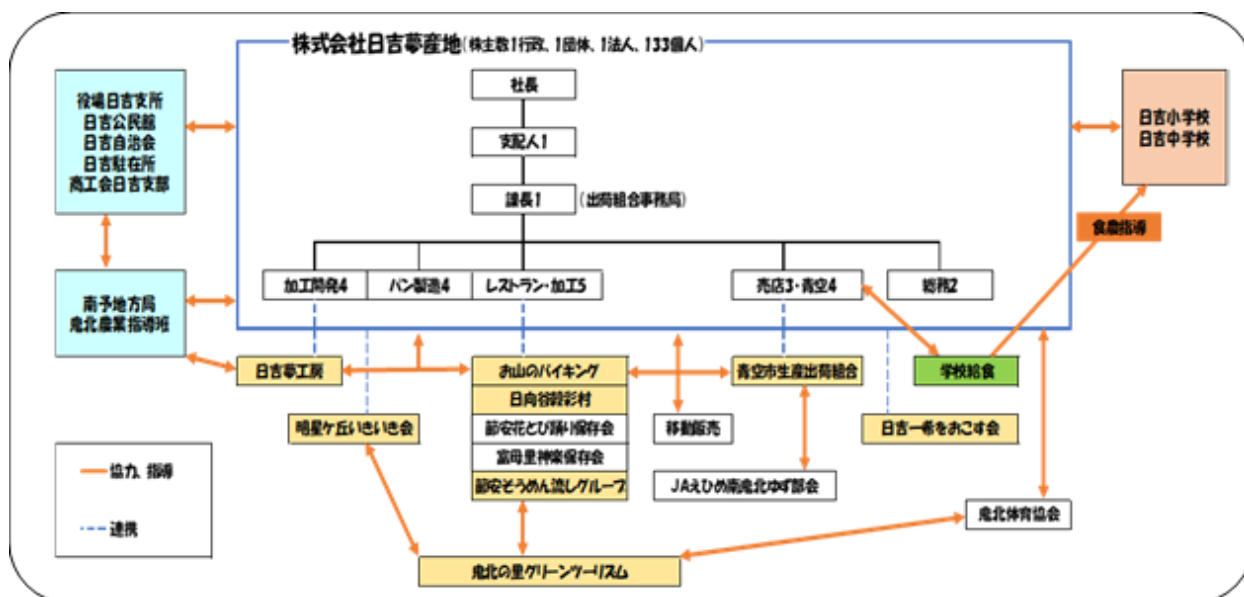 株式会社日吉夢産地(株主数1行政、1団体、1法人、133個人)
社長
支配人1
課長1
(出荷組合事務局)
加工開発4
パン製造4
レストラン・加工5
売店3・青空4
総務2
役場日吉支所
日吉公民館
日吉自治会
日吉駐在所
商工会日吉支部
南予地方局
鬼北農業指導班
日吉小学校
日吉中学校
食農指導
日吉夢工房
お山のバイキング
青空市生産出荷組合
学校給食
日向谷穀彩村
明星ケ丘いきいき会
節安花とび踊り保存会
移動販売
日吉一希をおこす会
富母里神楽保存会
節安そうめん流しグループ
JAえひめ南鬼北ゆず部会
鬼北体育協会
鬼北の里グリーンツーリズム
協力、指導
連携